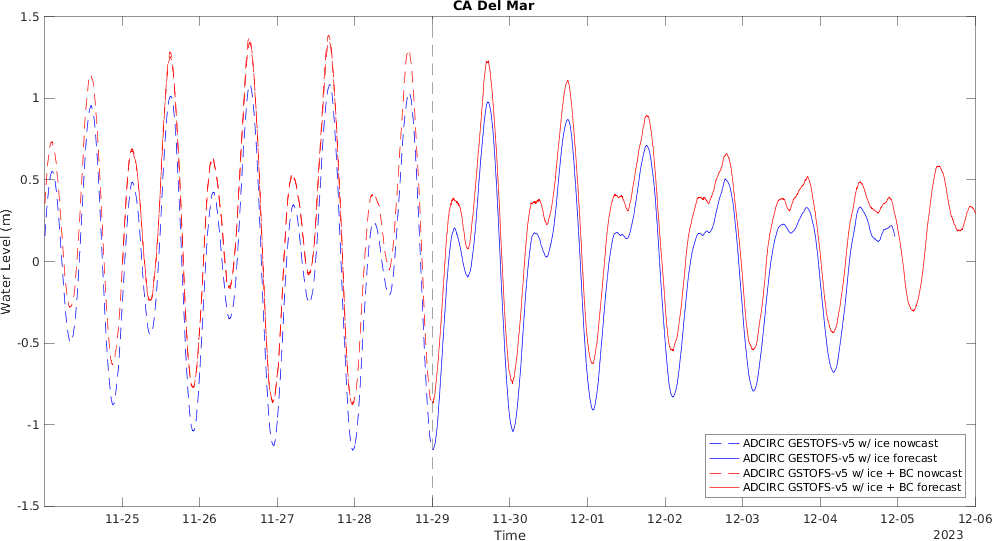 CA Del Mar
1.5
1
0.5
0
-0.5
-1
-1.5
Water Level (m)
11-25 11-26 11-27 11-28 11-29 11-30 12-01 12-02 12-03 12-04 12-05 12-06
Time
2023
ADCIRC GESTOFS-v5 w/ ice nowcast
ADCIRC GESTOFS-v5 w/ ice forecast
ADCIRC GSTOFS-v5 w/ ice + BC nowcast
ADCIRC GSTOFS-v5 w/ ice + BC forecast